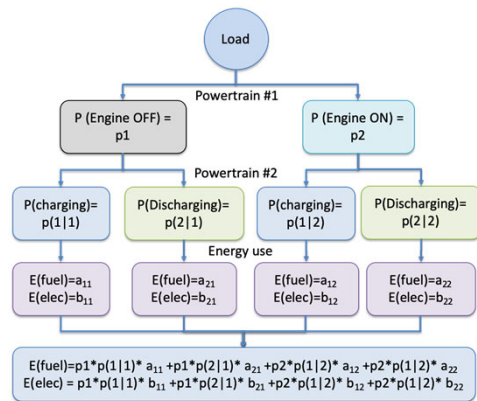 Load
Powertrain #1
P (Engine OFF) =
p1
P (Engine ON) =
p2
Powertrain #2
P(charging)=
p(1|1)
P(Discharging)=
p(2|1)
P(charging)=
p(1|2)
P(Discharging)=
p(2|2)
Energy use
E(fuel)=a₁₁
E(elec)=b₁₁
E(fuel)=a₂₁
E(elec)=b₂₁
E(fuel)=a₁₂
E(elec)=b₁₂
E(fuel)=a₂₂
E(elec)=b₂₂
E(fuel)=p1*p(1|1)* a₁₁ +p1*p(2|1)* a₂₁ +p2*p(1|2)* a₁₂ +p2*p(1|2)* a₂₂
E(elec) = p1*p(1|1)* b₁₁ +p1*p(2|1)* b₂₁ +p2*p(1|2)* b₁₂ +p2*p(1|2)* b₂₂